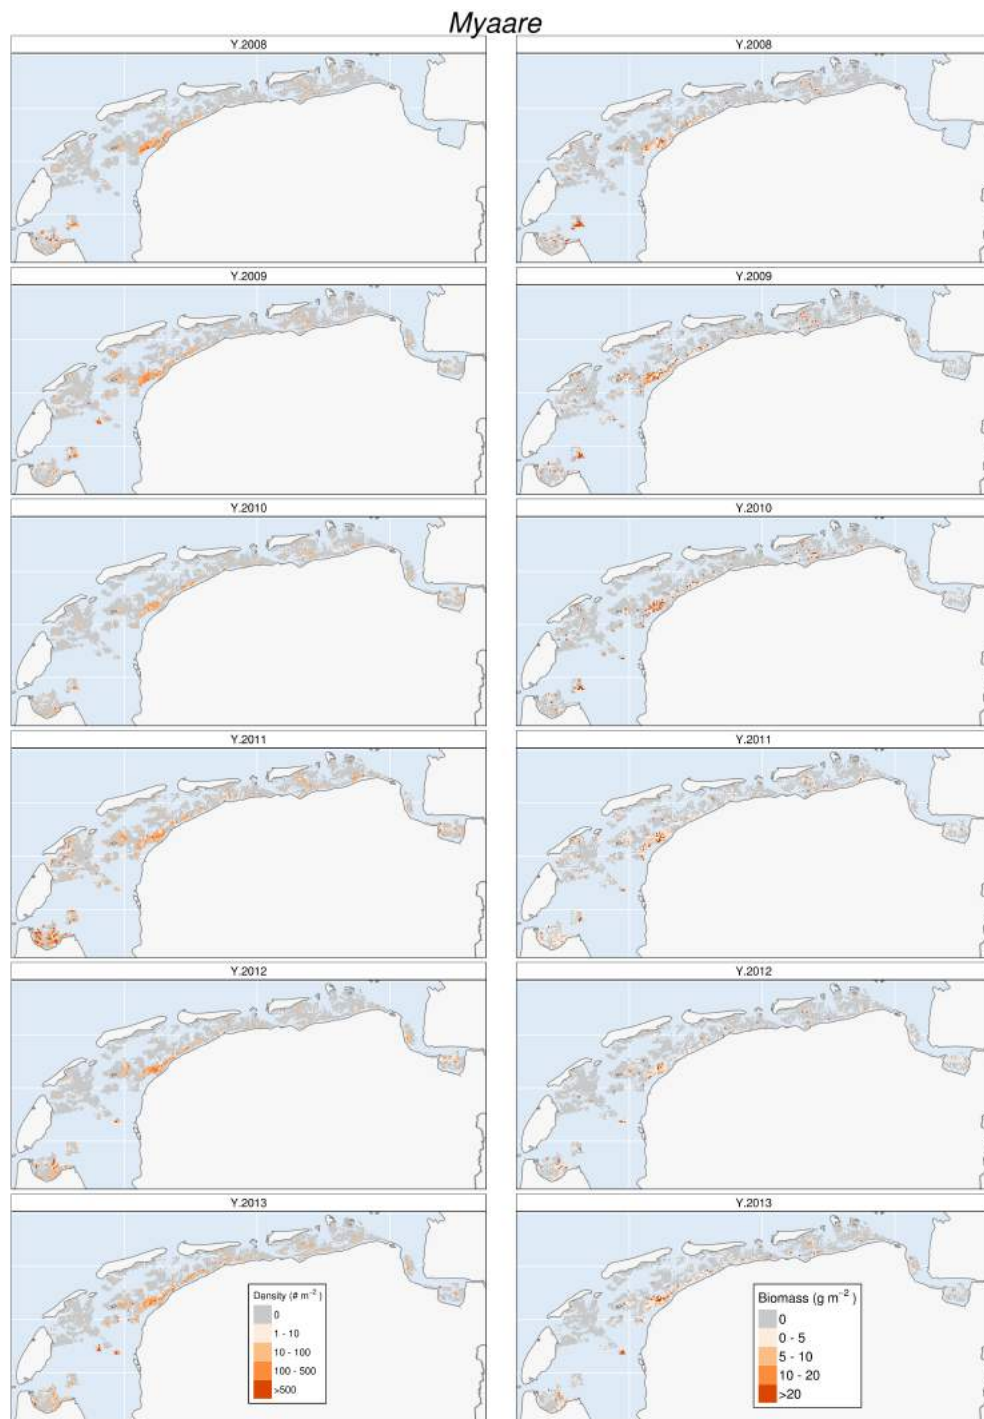 Myaare
Y.2008
Y.2008
Y.2009
Y.2009
Y.2010
Y.2010
Y.2011
Y.2011
Y.2012
Y.2012
Y.2013
Y.2013
Density (# m⁻²)
0
1 - 10
10 - 100
100 - 500
>500
Biomass (g m⁻²)
0
0 - 5
5 - 10
10 - 20
>20